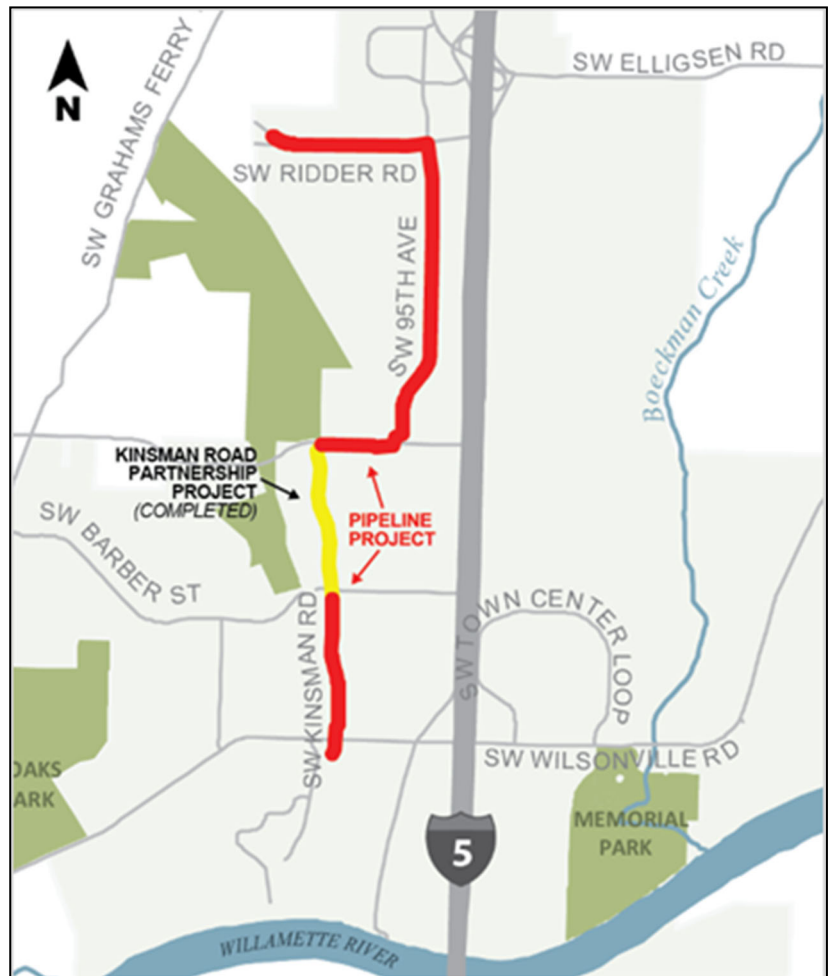 SW GRAHAMS FERRY
N
SW ELLIGSEN RD
SW RIDDER RD
SW 95TH AVE
Boeckman Creek
KINSMAN ROAD
PARTNERSHIP
PROJECT
(COMPLETED)
PIPELINE
PROJECT
SW BARBER ST
SW KINSMAN RD
SW TOWN CENTER LOOP
SW WILSONVILLE RD
OAKS
ARK
5
MEMORIAL
PARK
WILLAMETTE RIVER